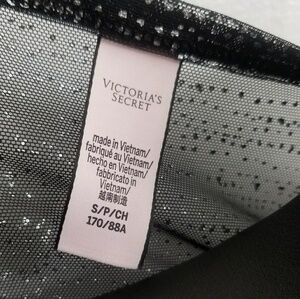 VICTORIA'S
SECRET
made in Vietnam/
fabriqué au Vietnam/
hecho en Vietnam/
fabbricato in
Vietnam/
越南制造
S/P/CH
170/88A